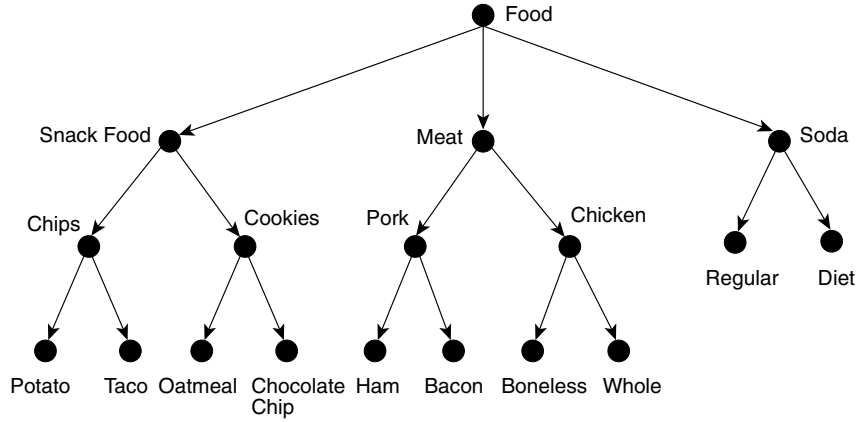 Food
Snack Food
Meat
Soda
Chips
Cookies
Pork
Chicken
Regular
Diet
Potato
Taco
Oatmeal
Chocolate
Chip
Ham
Bacon
Boneless
Whole